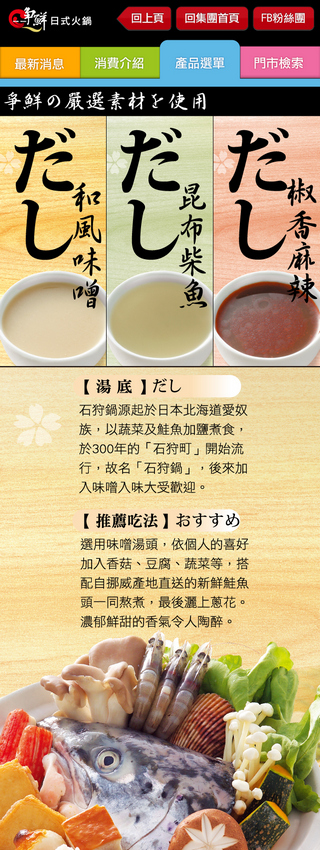 爭鮮 日式火鍋
回上頁
回集團首頁
FB粉絲團
最新消息
消費介紹
產品選單
門市檢索
爭鮮の嚴選素材を使用
だし
和風味噌
だし
昆布柴魚
だし
椒香麻辣
【湯底】だし
石狩鍋源起於日本北海道愛奴
族，以蔬菜及鮭魚加鹽煮食，
於300年的「石狩町」開始流
行，故名「石狩鍋」，後來加
入味噌入味大受歡迎。
【推薦吃法】おすすめ
選用味噌湯頭，依個人的喜好
加入香菇、豆腐、蔬菜等，搭
配自挪威產地直送的新鮮鮭魚
頭一同熬煮，最後灑上蔥花。
濃郁鮮甜的香氣令人陶醉。